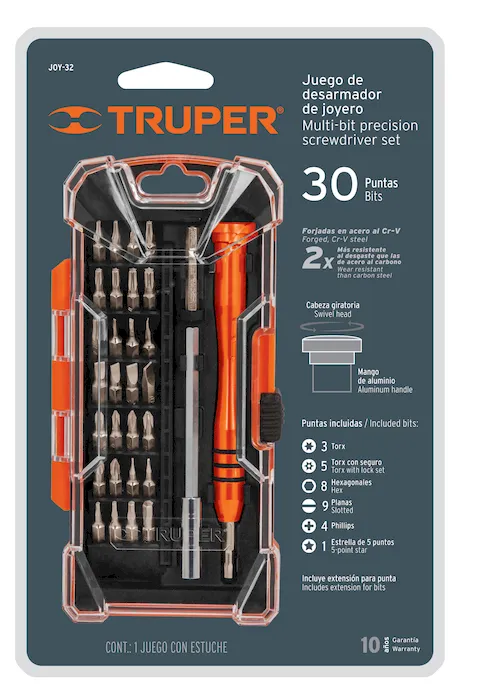 JOY-32
TRUPER®
Juego de
desarmador
de joyero
Multi-bit precision
screwdriver set
30 Puntas
Bits
Forjadas en acero al Cr-V
Forged, Cr-V steel
2x Más resistente
al desgaste que las
de acero al carbono
Wear resistant
than carbon steel
Cabeza giratoria
Swivel head
Mango
de aluminio
Aluminum handle
Puntas incluidas / Included bits:
3 Torx
5 Torx con seguro
Torx with lock set
8 Hexagonales
Hex
9 Planas
Slotted
4 Phillips
1 Estrella de 5 puntos
5-point star
Incluye extensión para punta
Includes extension for bits
TRUPER
CONT.: 1 JUEGO CON ESTUCHE
10 años Garantía
Warranty